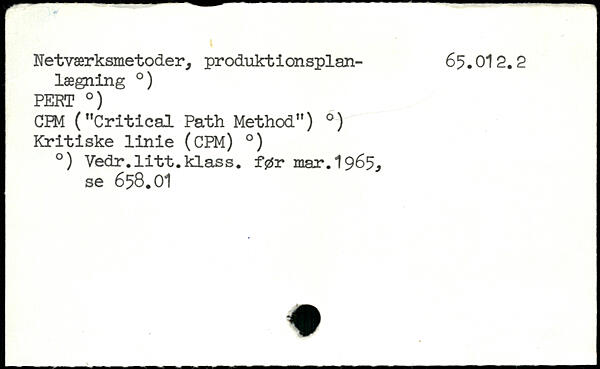 Netværksmetoder, produktionsplan- 65.012.2
lægning °)
PERT °)
CPM ("Critical Path Method") °)
Kritiske linie (CPM) °)
°) Vedr.litt.klass. før mar.1965,
se 658.01